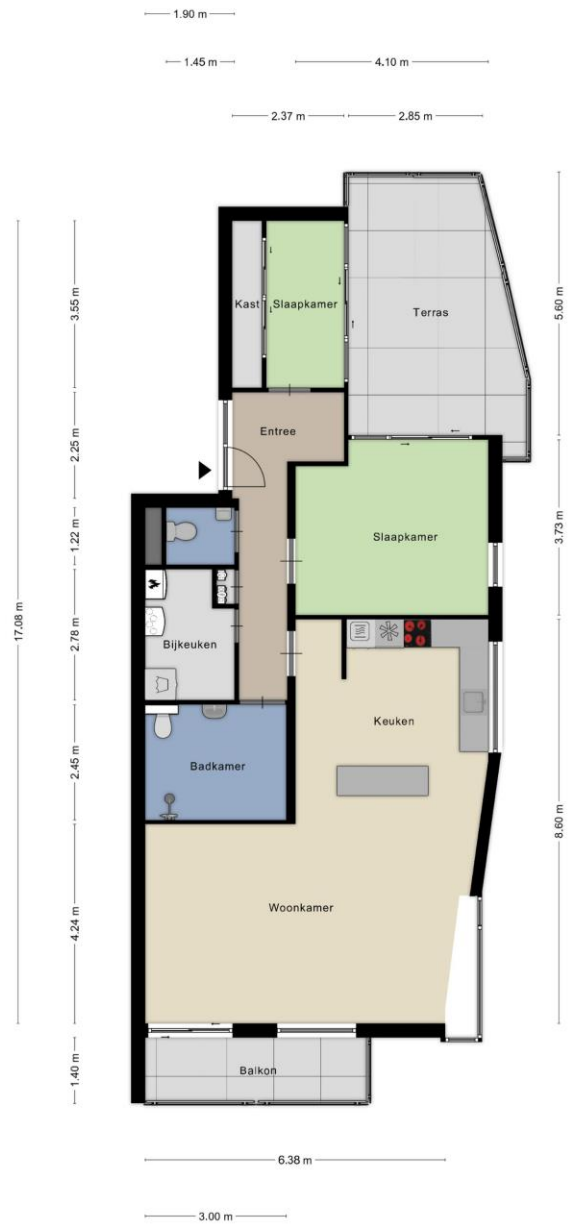 1.90 m
1.45 m
4.10 m
2.37 m
2.85 m
Kast
Slaapkamer
Terras
3.55 m
5.60 m
Entree
2.25 m
Slaapkamer
3.73 m
1.22 m
17.08 m
Bijkeuken
2.78 m
Keuken
Badkamer
2.45 m
8.60 m
Woonkamer
4.24 m
Balkon
1.40 m
6.38 m
3.00 m